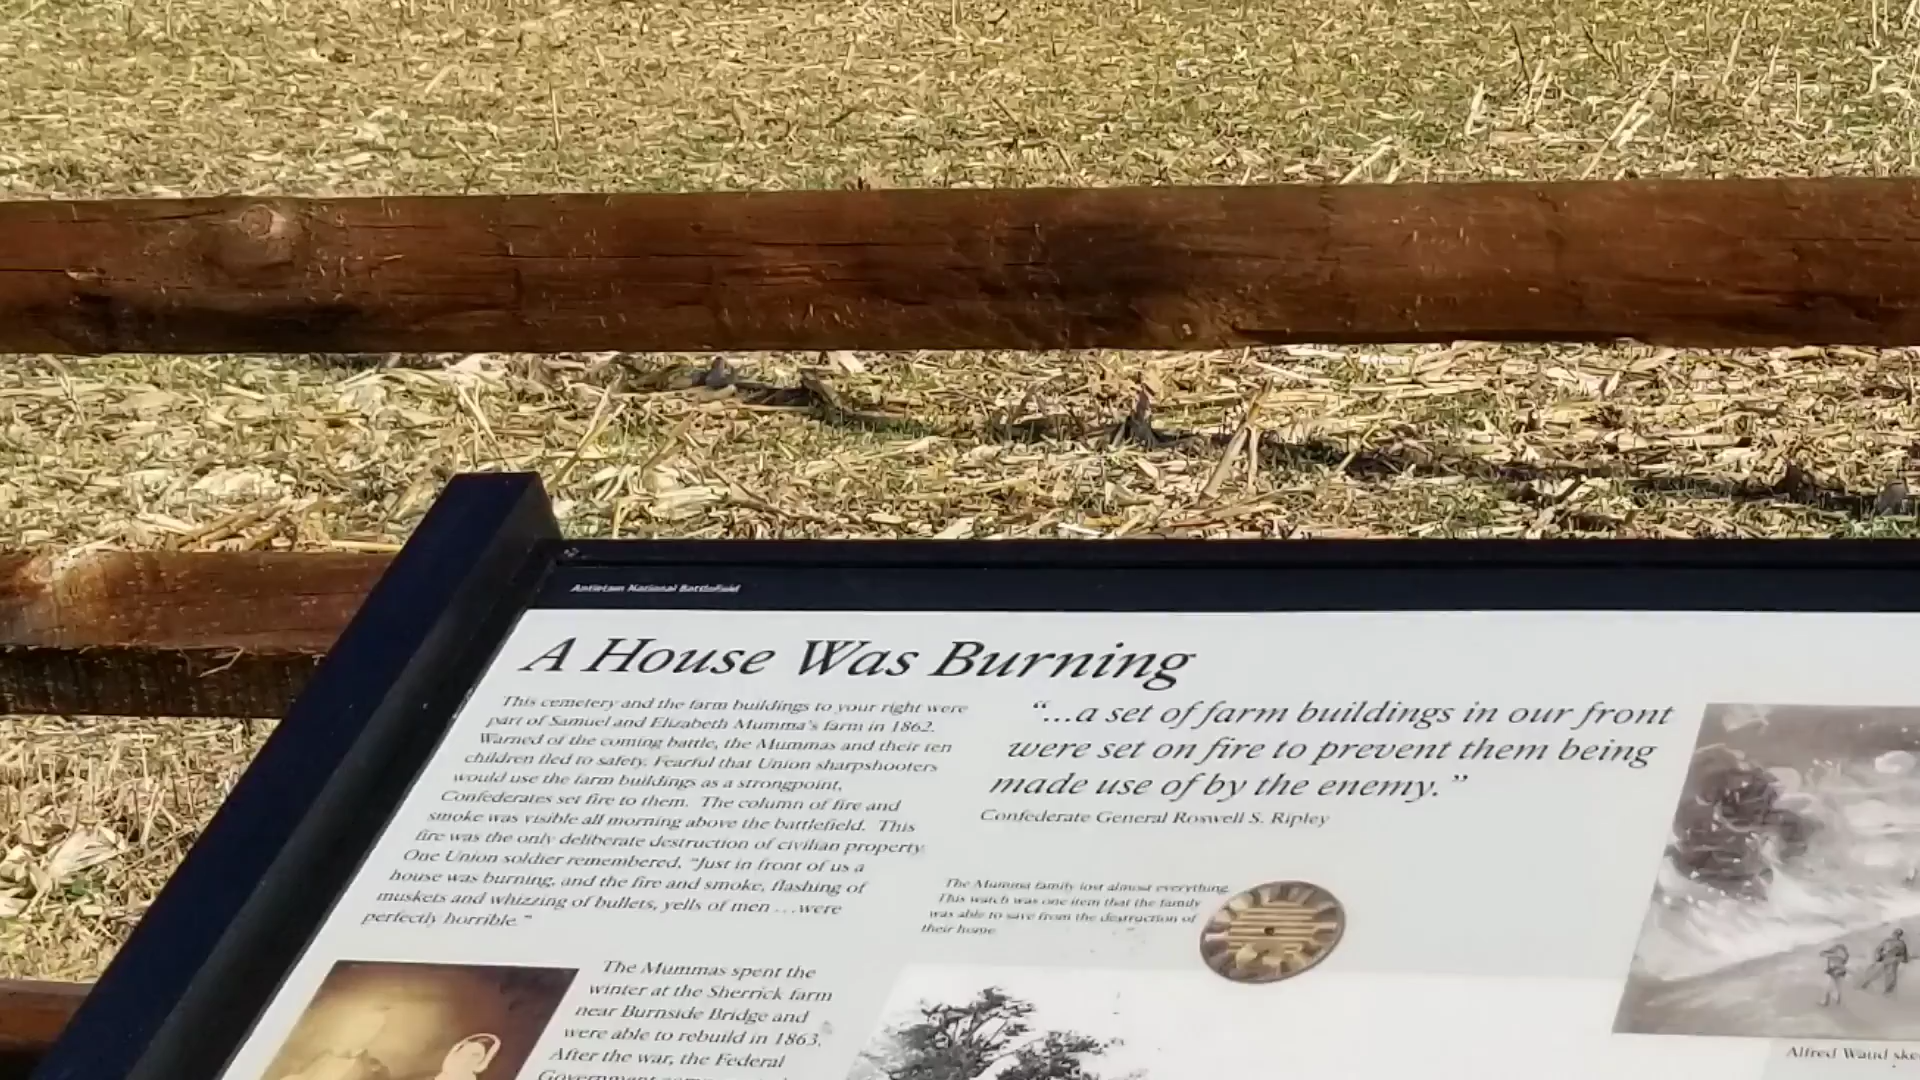 Antietam National Battlefield
A House Was Burning
This cemetery and the farm buildings to your right were
part of Samuel and Elizabeth Mumma's farm in 1862.
Warned of the coming battle, the Mummas and their ten
children fled to safety. Fearful that Union sharpshooters
would use the farm buildings as a strongpoint,
Confederates set fire to them. The column of fire and
smoke was visible all morning above the battlefield. This
fire was the only deliberate destruction of civilian property.
One Union soldier remembered, "Just in front of us a
house was burning, and the fire and smoke, flashing of
muskets and whizzing of bullets, yells of men ...were
perfectly horrible."
"...a set of farm buildings in our front
were set on fire to prevent them being
made use of by the enemy."
Confederate General Roswell S. Ripley
The Mumma family lost almost everything.
This watch was one item that the family
was able to save from the destruction of
their home.
The Mummas spent the
winter at the Sherrick farm
near Burnside Bridge and
were able to rebuild in 1863.
After the war, the Federal
Government
Alfred Waud